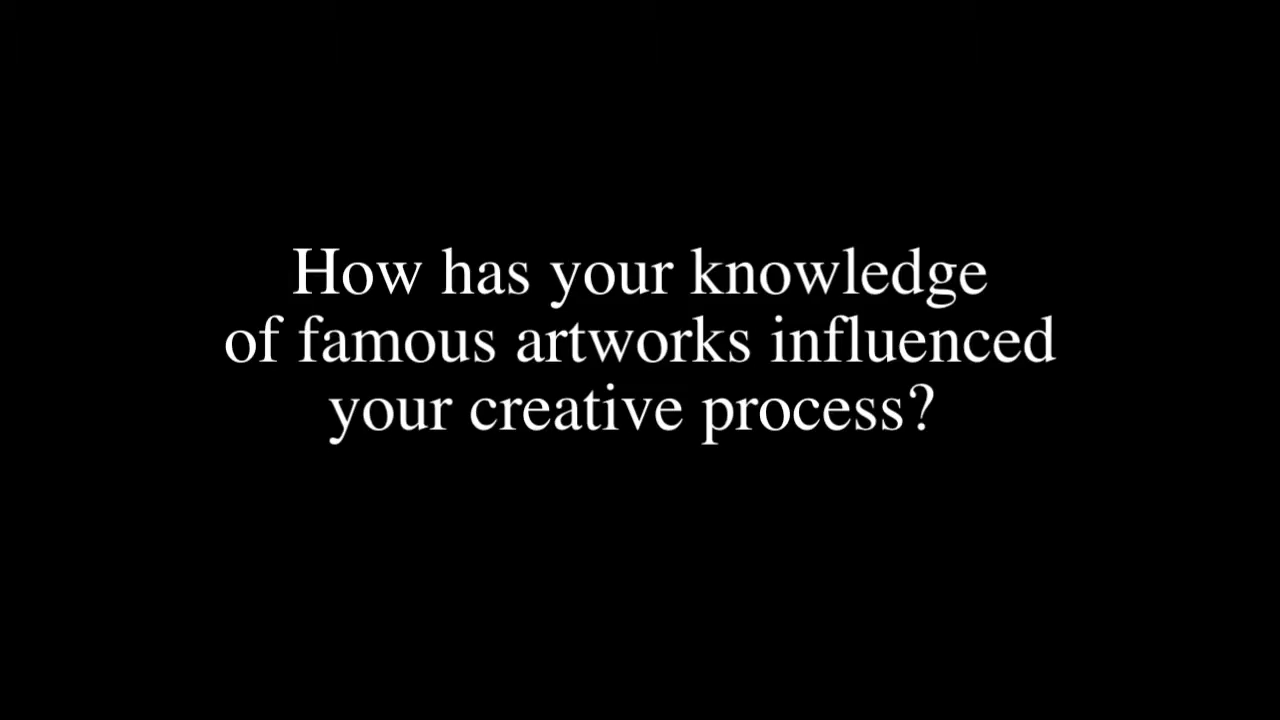 How has your knowledge
of famous artworks influenced
your creative process?